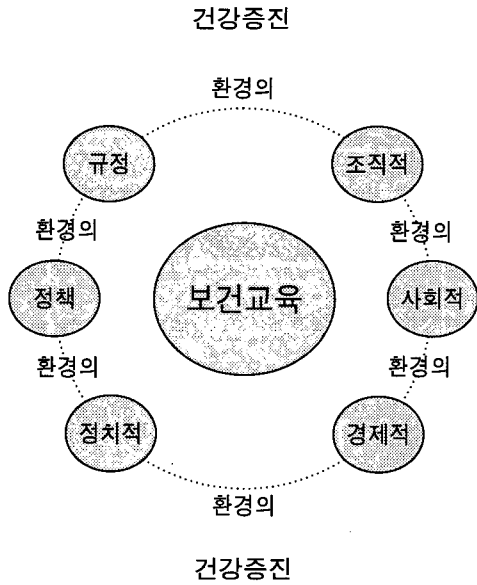 건강증진
환경의
규정
조직적
환경의
환경의
정책
보건교육
사회적
환경의
환경의
정치적
경제적
환경의
건강증진